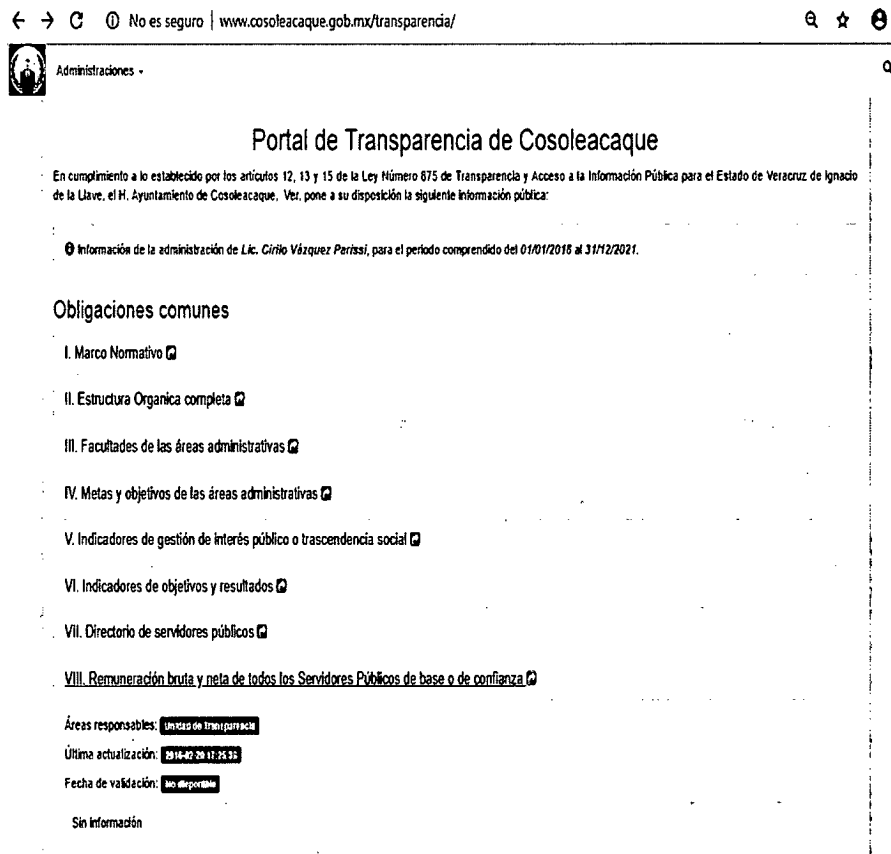 No es seguro | www.cosoleacaque.gob.mx/transparencia/
Administraciones
Portal de Transparencia de Cosoleacaque
En cumplimiento a lo establecido por los artículos 12, 13 y 15 de la Ley Número 875 de Transparencia y Acceso a la Información Pública para el Estado de Veracruz de Ignacio
de la Llave, el H. Ayuntamiento de Cosoleacaque, Ver, pone a su disposición la siguiente información pública:
Información de la administración de Lic. Cirilo Vázquez Parissi, para el periodo comprendido del 01/01/2018 al 31/12/2021.
Obligaciones comunes
I. Marco Normativo
II. Estructura Organica completa
III. Facultades de las áreas administrativas
IV. Metas y objetivos de las áreas administrativas
V. Indicadores de gestión de interés público o trascendencia social
VI. Indicadores de objetivos y resultados
VII. Directorio de servidores públicos
VIII. Remuneración bruta y neta de todos los Servidores Públicos de base o de confianza
Áreas responsables: Unidad de Transparencia
Última actualización:
Fecha de validación: No disponible
Sin información